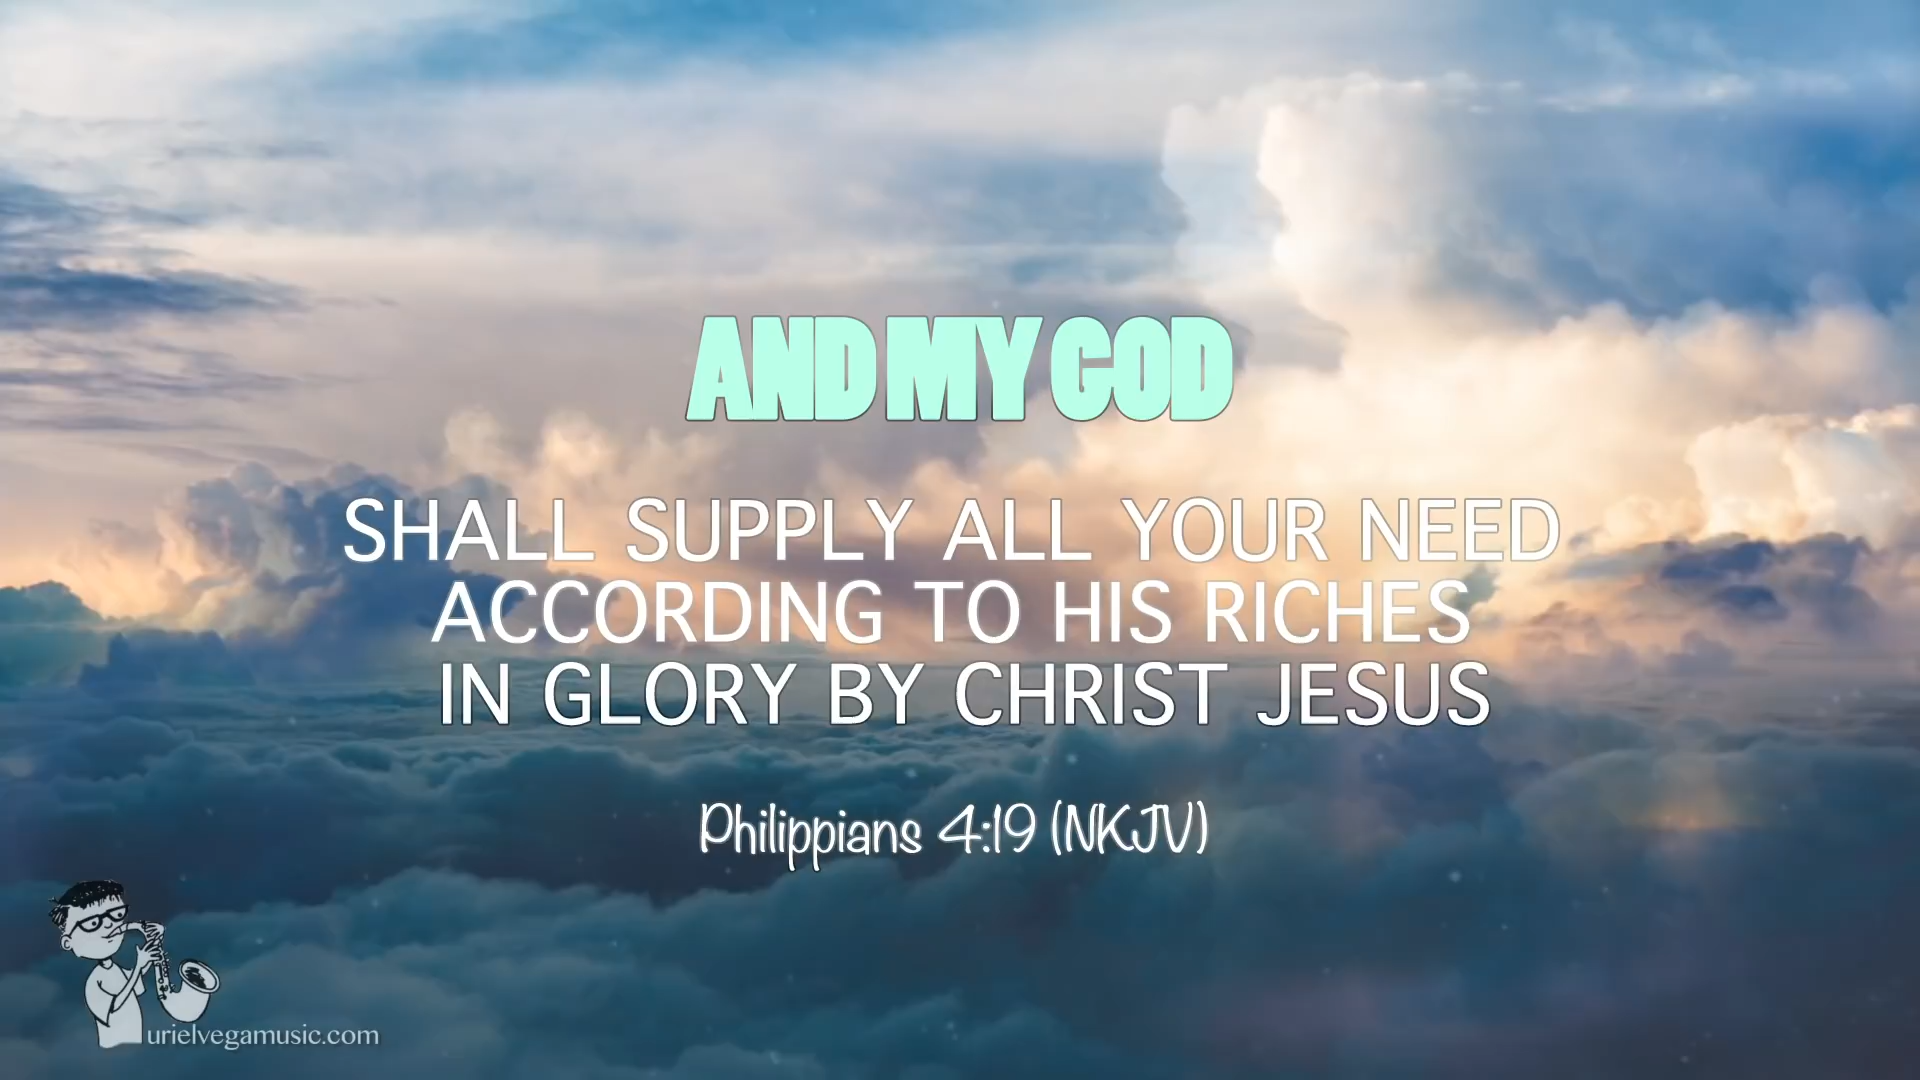 AND MY GOD
SHALL SUPPLY ALL YOUR NEED
ACCORDING TO HIS RICHES
IN GLORY BY CHRIST JESUS
Philippians 4:19 (NKJV)
urielvegamusic.com